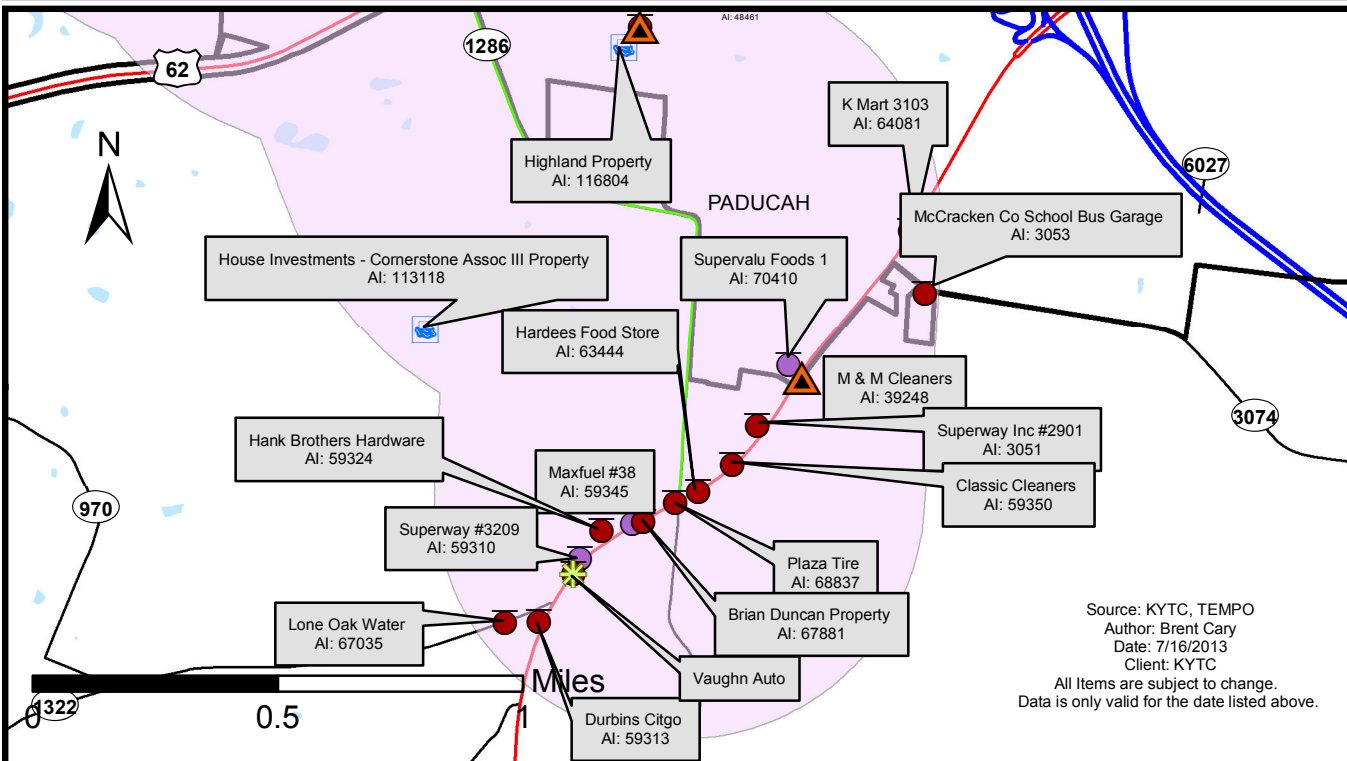 AI: 48461
1286
62
K Mart 3103
AI: 64081
N
Highland Property
AI: 116804
6027
PADUCAH
McCracken Co School Bus Garage
AI: 3053
House Investments - Cornerstone Assoc III Property
AI: 113118
Supervalu Foods 1
AI: 70410
Hardees Food Store
AI: 63444
M & M Cleaners
AI: 39248
3074
Superway Inc #2901
AI: 3051
Hank Brothers Hardware
AI: 59324
Maxfuel #38
AI: 59345
Classic Cleaners
AI: 59350
970
Superway #3209
AI: 59310
Plaza Tire
AI: 68837
Brian Duncan Property
AI: 67881
Lone Oak Water
AI: 67035
Vaughn Auto
Source: KYTC, TEMPO
Author: Brent Cary
Date: 7/16/2013
Client: KYTC
All Items are subject to change.
Data is only valid for the date listed above.
Miles
1322
0 0.5 1
Durbins Citgo
AI: 59313